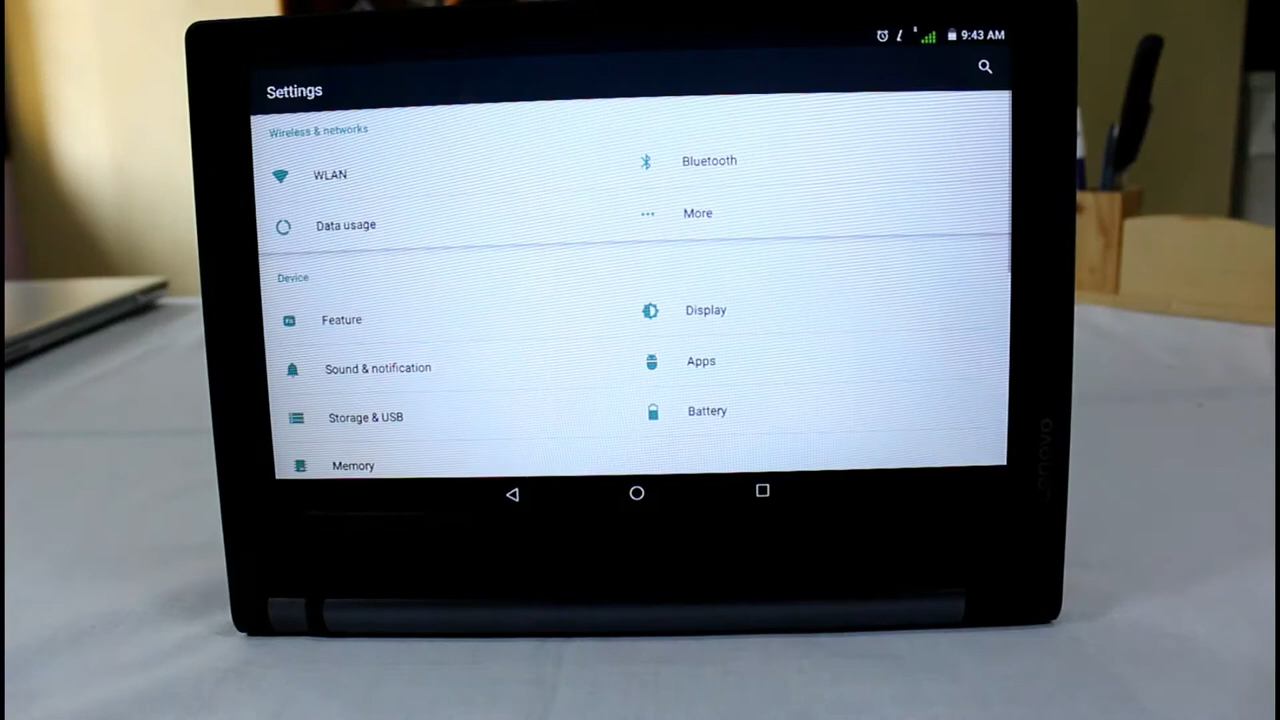 9:43 AM
Settings
Wireless & networks
WLAN
Bluetooth
Data usage
More
Device
Feature
Display
Sound & notification
Apps
Storage & USB
Battery
Memory
Lenovo